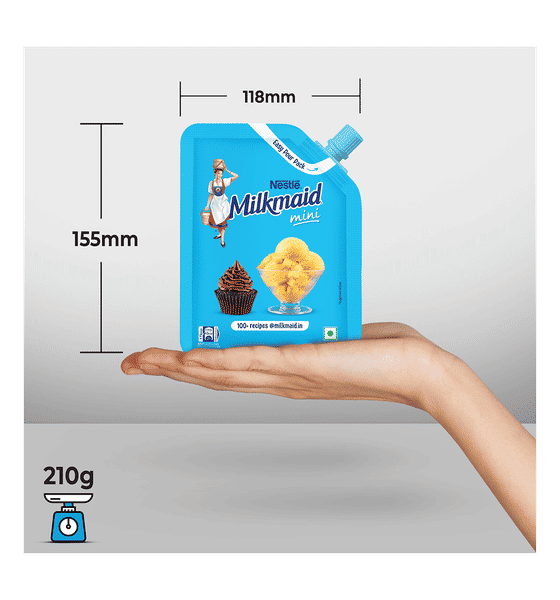 118mm
Easy Pour Pack
155mm
Nestlé
Milkmaid
mini
100+ recipes @milkmaid.in
210g